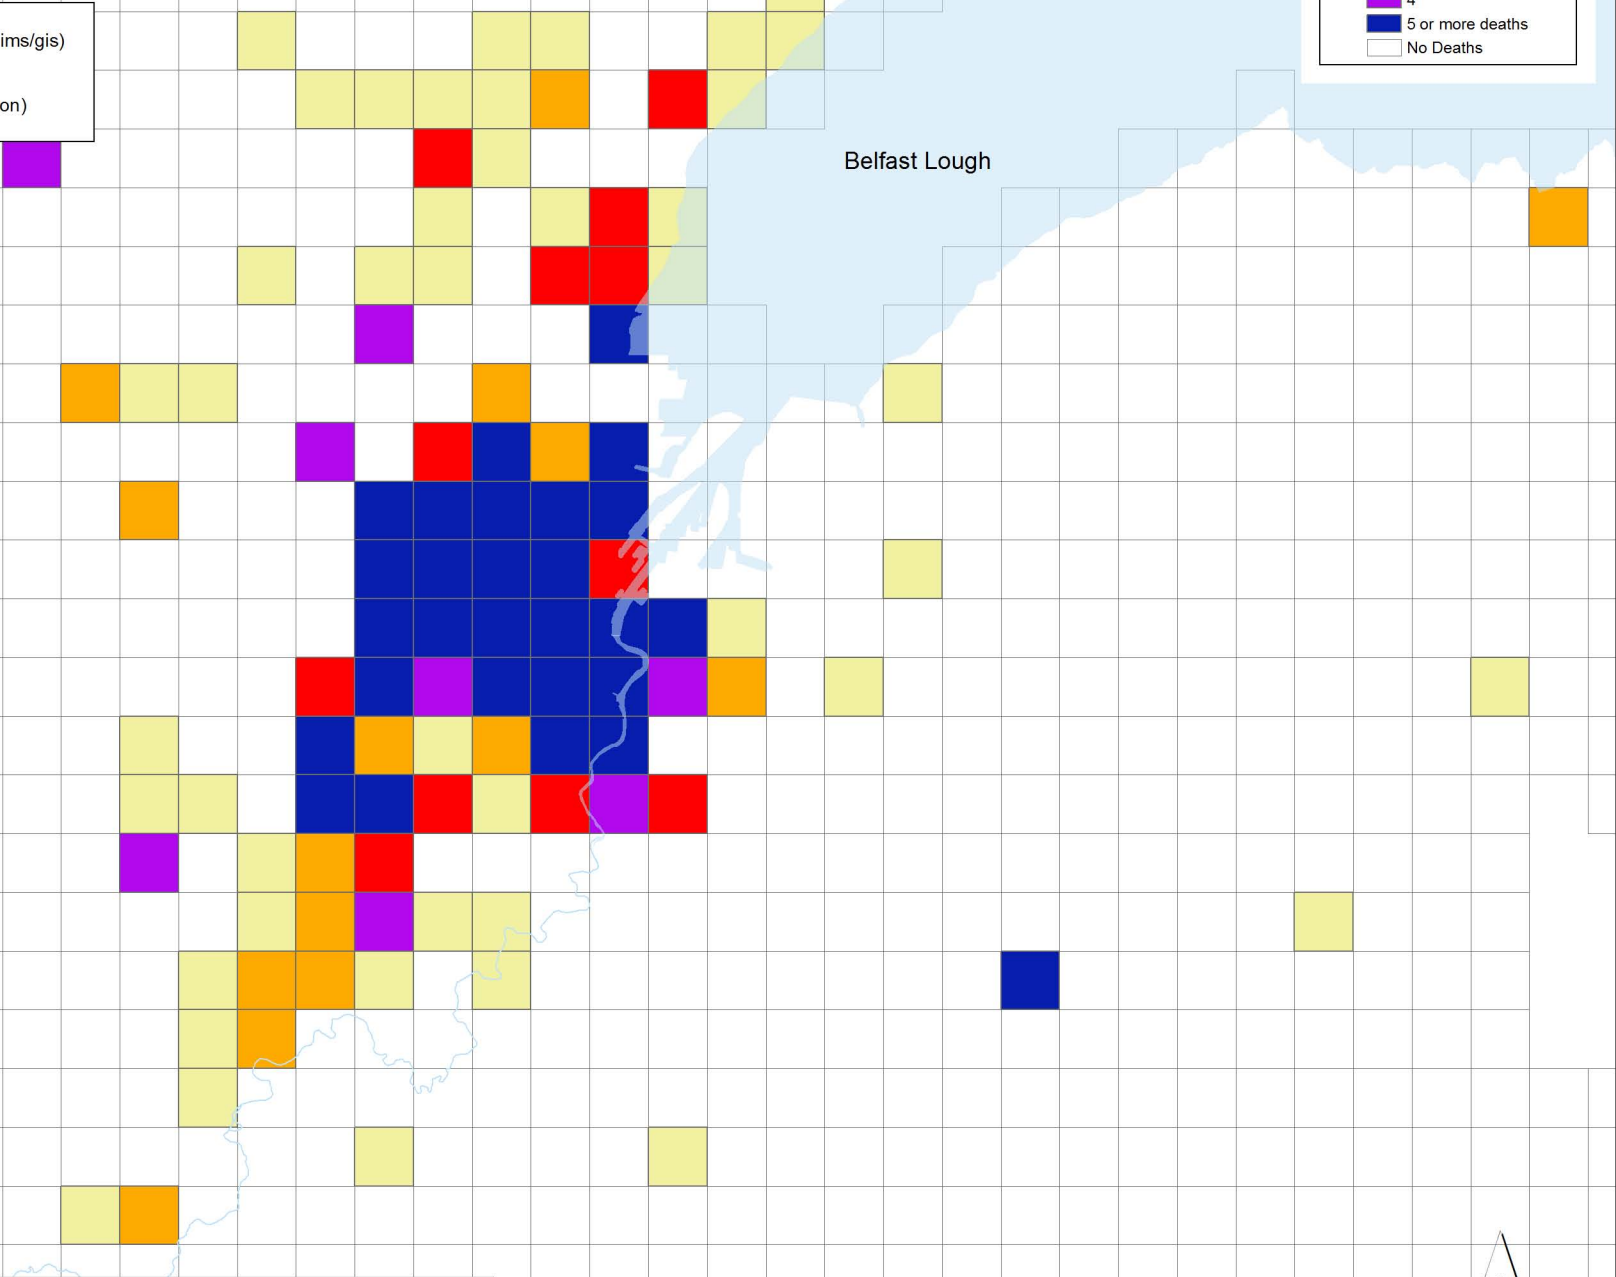 ims/gis)
on)
4
5 or more deaths
No Deaths
Belfast Lough